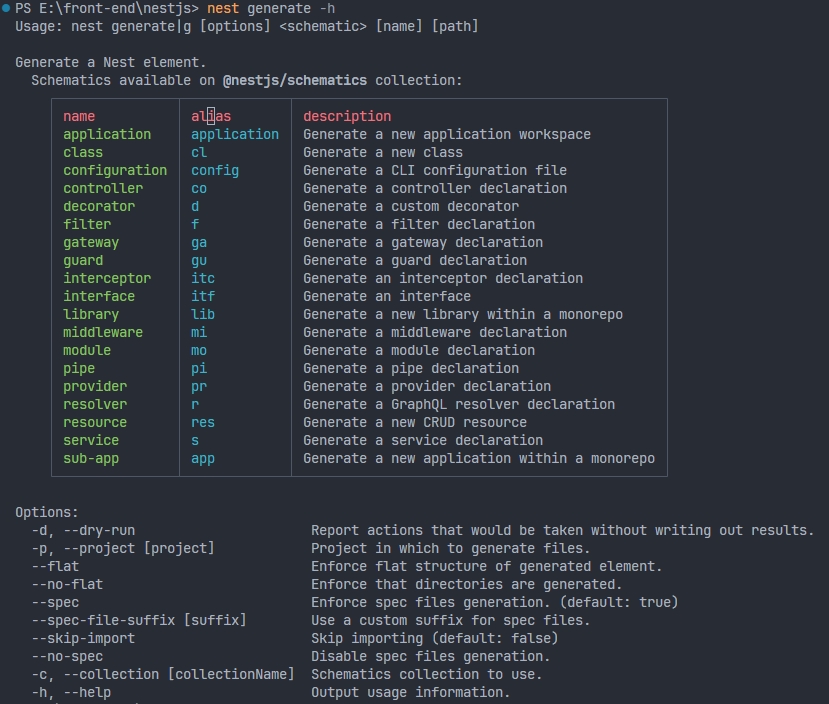 PS E:\front-end\nestjs> nest generate -h
Usage: nest generate|g [options] <schematic> [name] [path]
Generate a Nest element.
Schematics available on @nestjs/schematics collection:
name alias description
application application Generate a new application workspace
class cl Generate a new class
configuration config Generate a CLI configuration file
controller co Generate a controller declaration
decorator d Generate a custom decorator
filter f Generate a filter declaration
gateway ga Generate a gateway declaration
guard gu Generate a guard declaration
interceptor itc Generate an interceptor declaration
interface itf Generate an interface
library lib Generate a new library within a monorepo
middleware mi Generate a middleware declaration
module mo Generate a module declaration
pipe pi Generate a pipe declaration
provider pr Generate a provider declaration
resolver r Generate a GraphQL resolver declaration
resource res Generate a new CRUD resource
service s Generate a service declaration
sub-app app Generate a new application within a monorepo
Options:
-d, --dry-run Report actions that would be taken without writing out results.
-p, --project [project] Project in which to generate files.
--flat Enforce flat structure of generated element.
--no-flat Enforce that directories are generated.
--spec Enforce spec files generation. (default: true)
--spec-file-suffix [suffix] Use a custom suffix for spec files.
--skip-import Skip importing (default: false)
--no-spec Disable spec files generation.
-c, --collection [collectionName] Schematics collection to use.
-h, --help Output usage information.